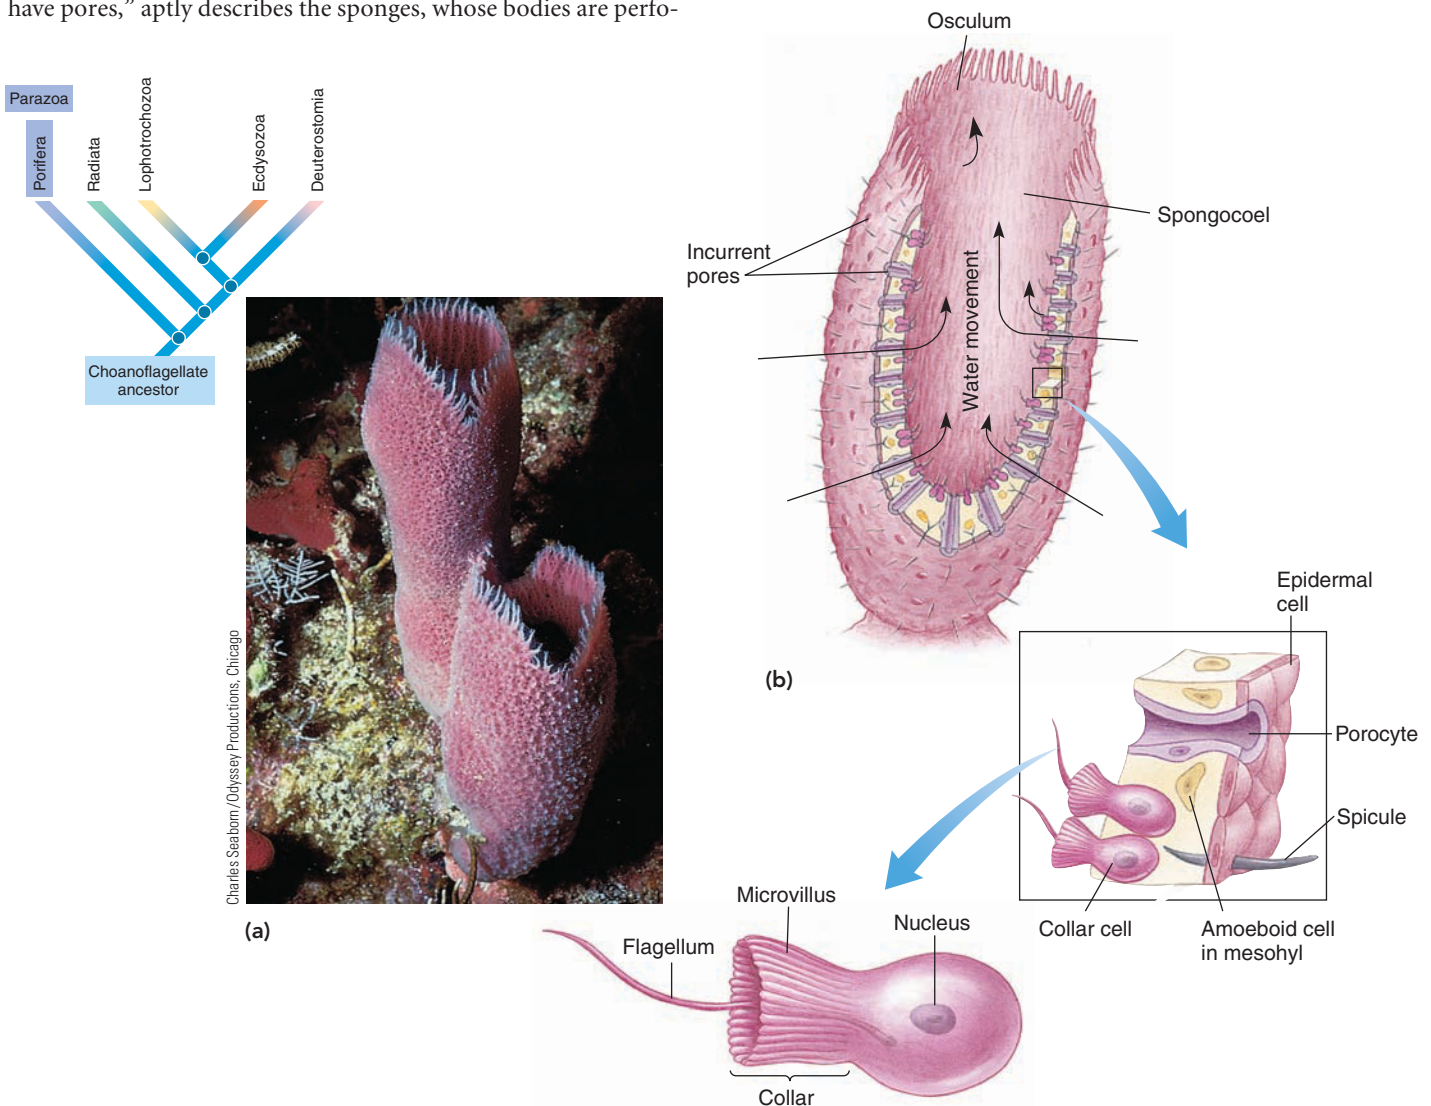 have pores,” aptly describes the sponges, whose bodies are perfo-
Parazoa
Porifera
Radiata
Lophotrochozoa
Ecdysozoa
Deuterostomia
Choanoflagellate
ancestor
Charles Seaborn/Odyssey Productions, Chicago
(a)
Osculum
Spongocoel
Incurrent
pores
Water movement
(b)
Epidermal
cell
Porocyte
Spicule
Collar cell
Amoeboid cell
in mesohyl
Microvillus
Nucleus
Flagellum
Collar